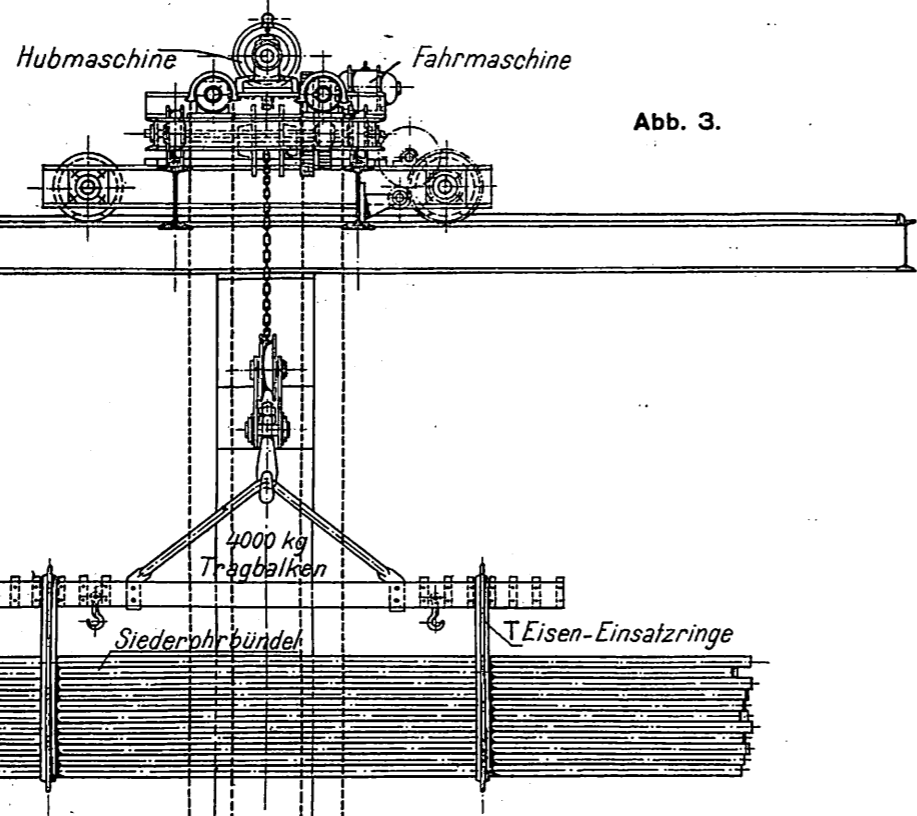 Hubmaschine
Fahrmaschine
Abb. 3.
4000 kg
Tragbalken
Siederohrbündel
T Eisen-Einsatzringe